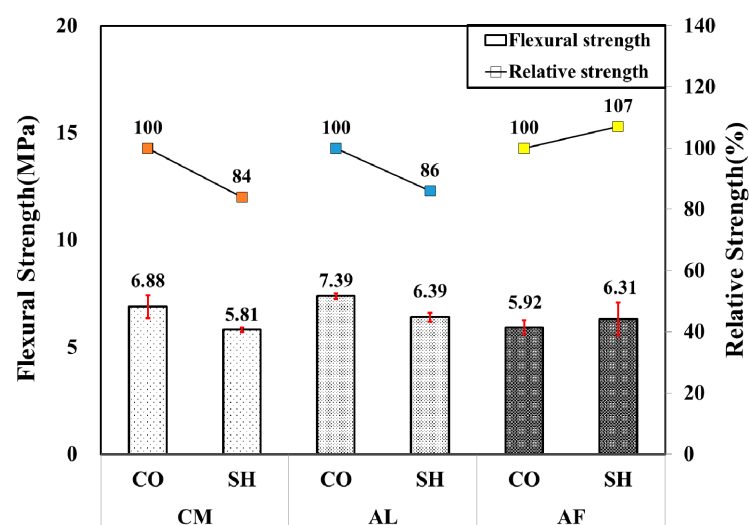 20
140
Flexural strength
Relative strength
120
107
15
100
100
100
100
84
86
80
Flexural Strength(MPa)
Relative Strength(%)
10
60
6.88
5.81
7.39
6.39
5.92
6.31
5
40
20
0
0
CO
SH
CO
SH
CO
SH
CM
AL
AF